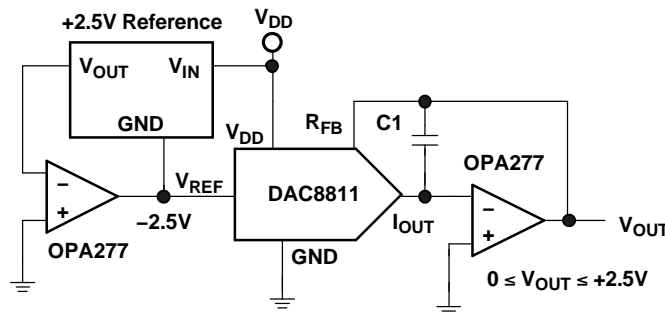 +2.5V Reference
VDD
VOUT
VIN
GND
VDD
RFB
C1
OPA277
−
+
VREF
−2.5V
DAC8811
IOUT
−
+
VOUT
OPA277
GND
0 ≤ VOUT ≤ +2.5V